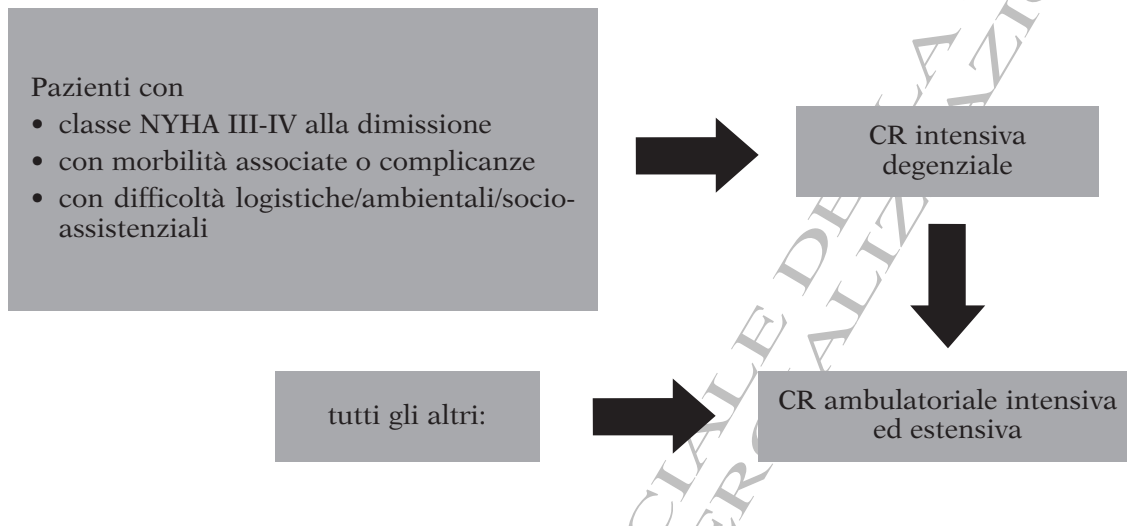 Pazienti con
• classe NYHA III-IV alla dimissione
• con morbilità associate o complicanze
• con difficoltà logistiche/ambientali/socio-
assistenziali
CR intensiva
degenziale
tutti gli altri:
CR ambulatoriale intensiva
ed estensiva